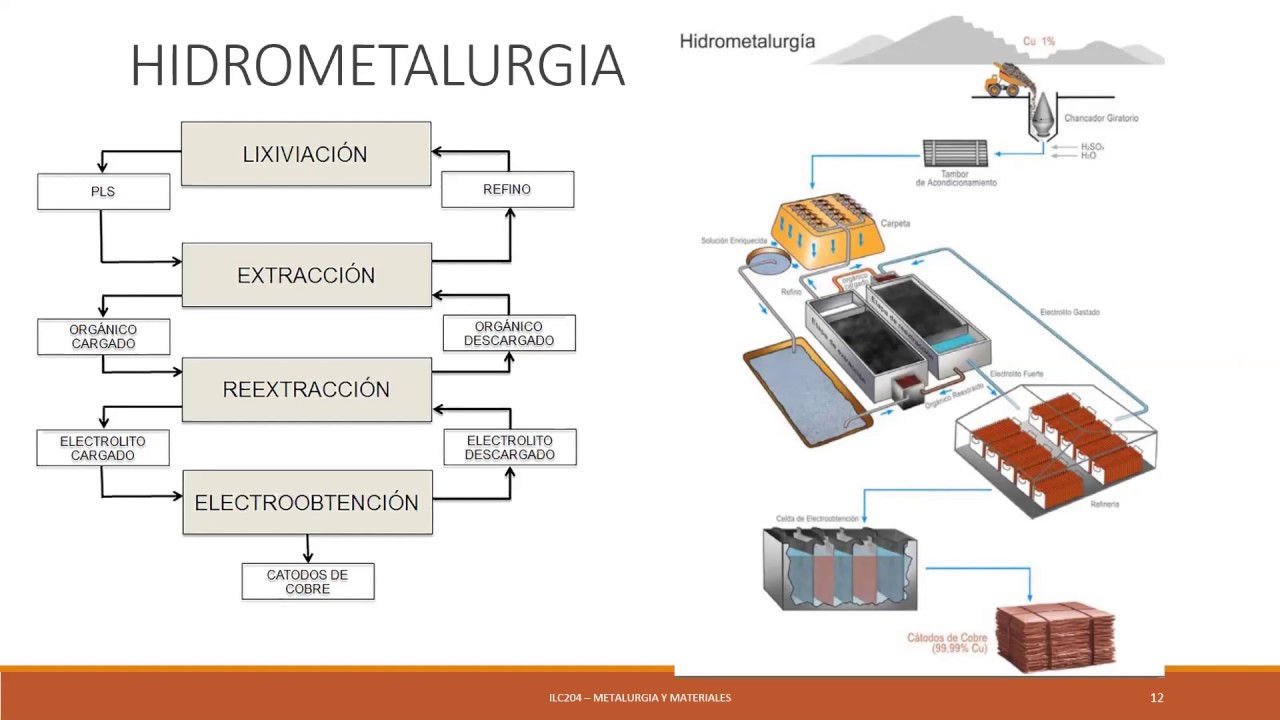 HIDROMETALURGIA
LIXIVIACIÓN
PLS
REFINO
EXTRACCIÓN
ORGÁNICO
CARGADO
ORGÁNICO
DESCARGADO
REEXTRACCIÓN
ELECTROLITO
CARGADO
ELECTROLITO
DESCARGADO
ELECTROOBTENCIÓN
CATODOS DE
COBRE
Hidrometalurgía
Cu 1%
Chancador Giratorio
H₂SO₄
H₂O
Tambor
de Acondicionamiento
Carpeta
Solución Enriquecida
orgánico
cargado
Refino
Electrolito Gastado
Electrolito Fuerte
Orgánico Reextraído
Refinería
Celda de Electroobtención
Cátodos de Cobre
(99,99% Cu)
ILC204 – METALURGIA Y MATERIALES
12